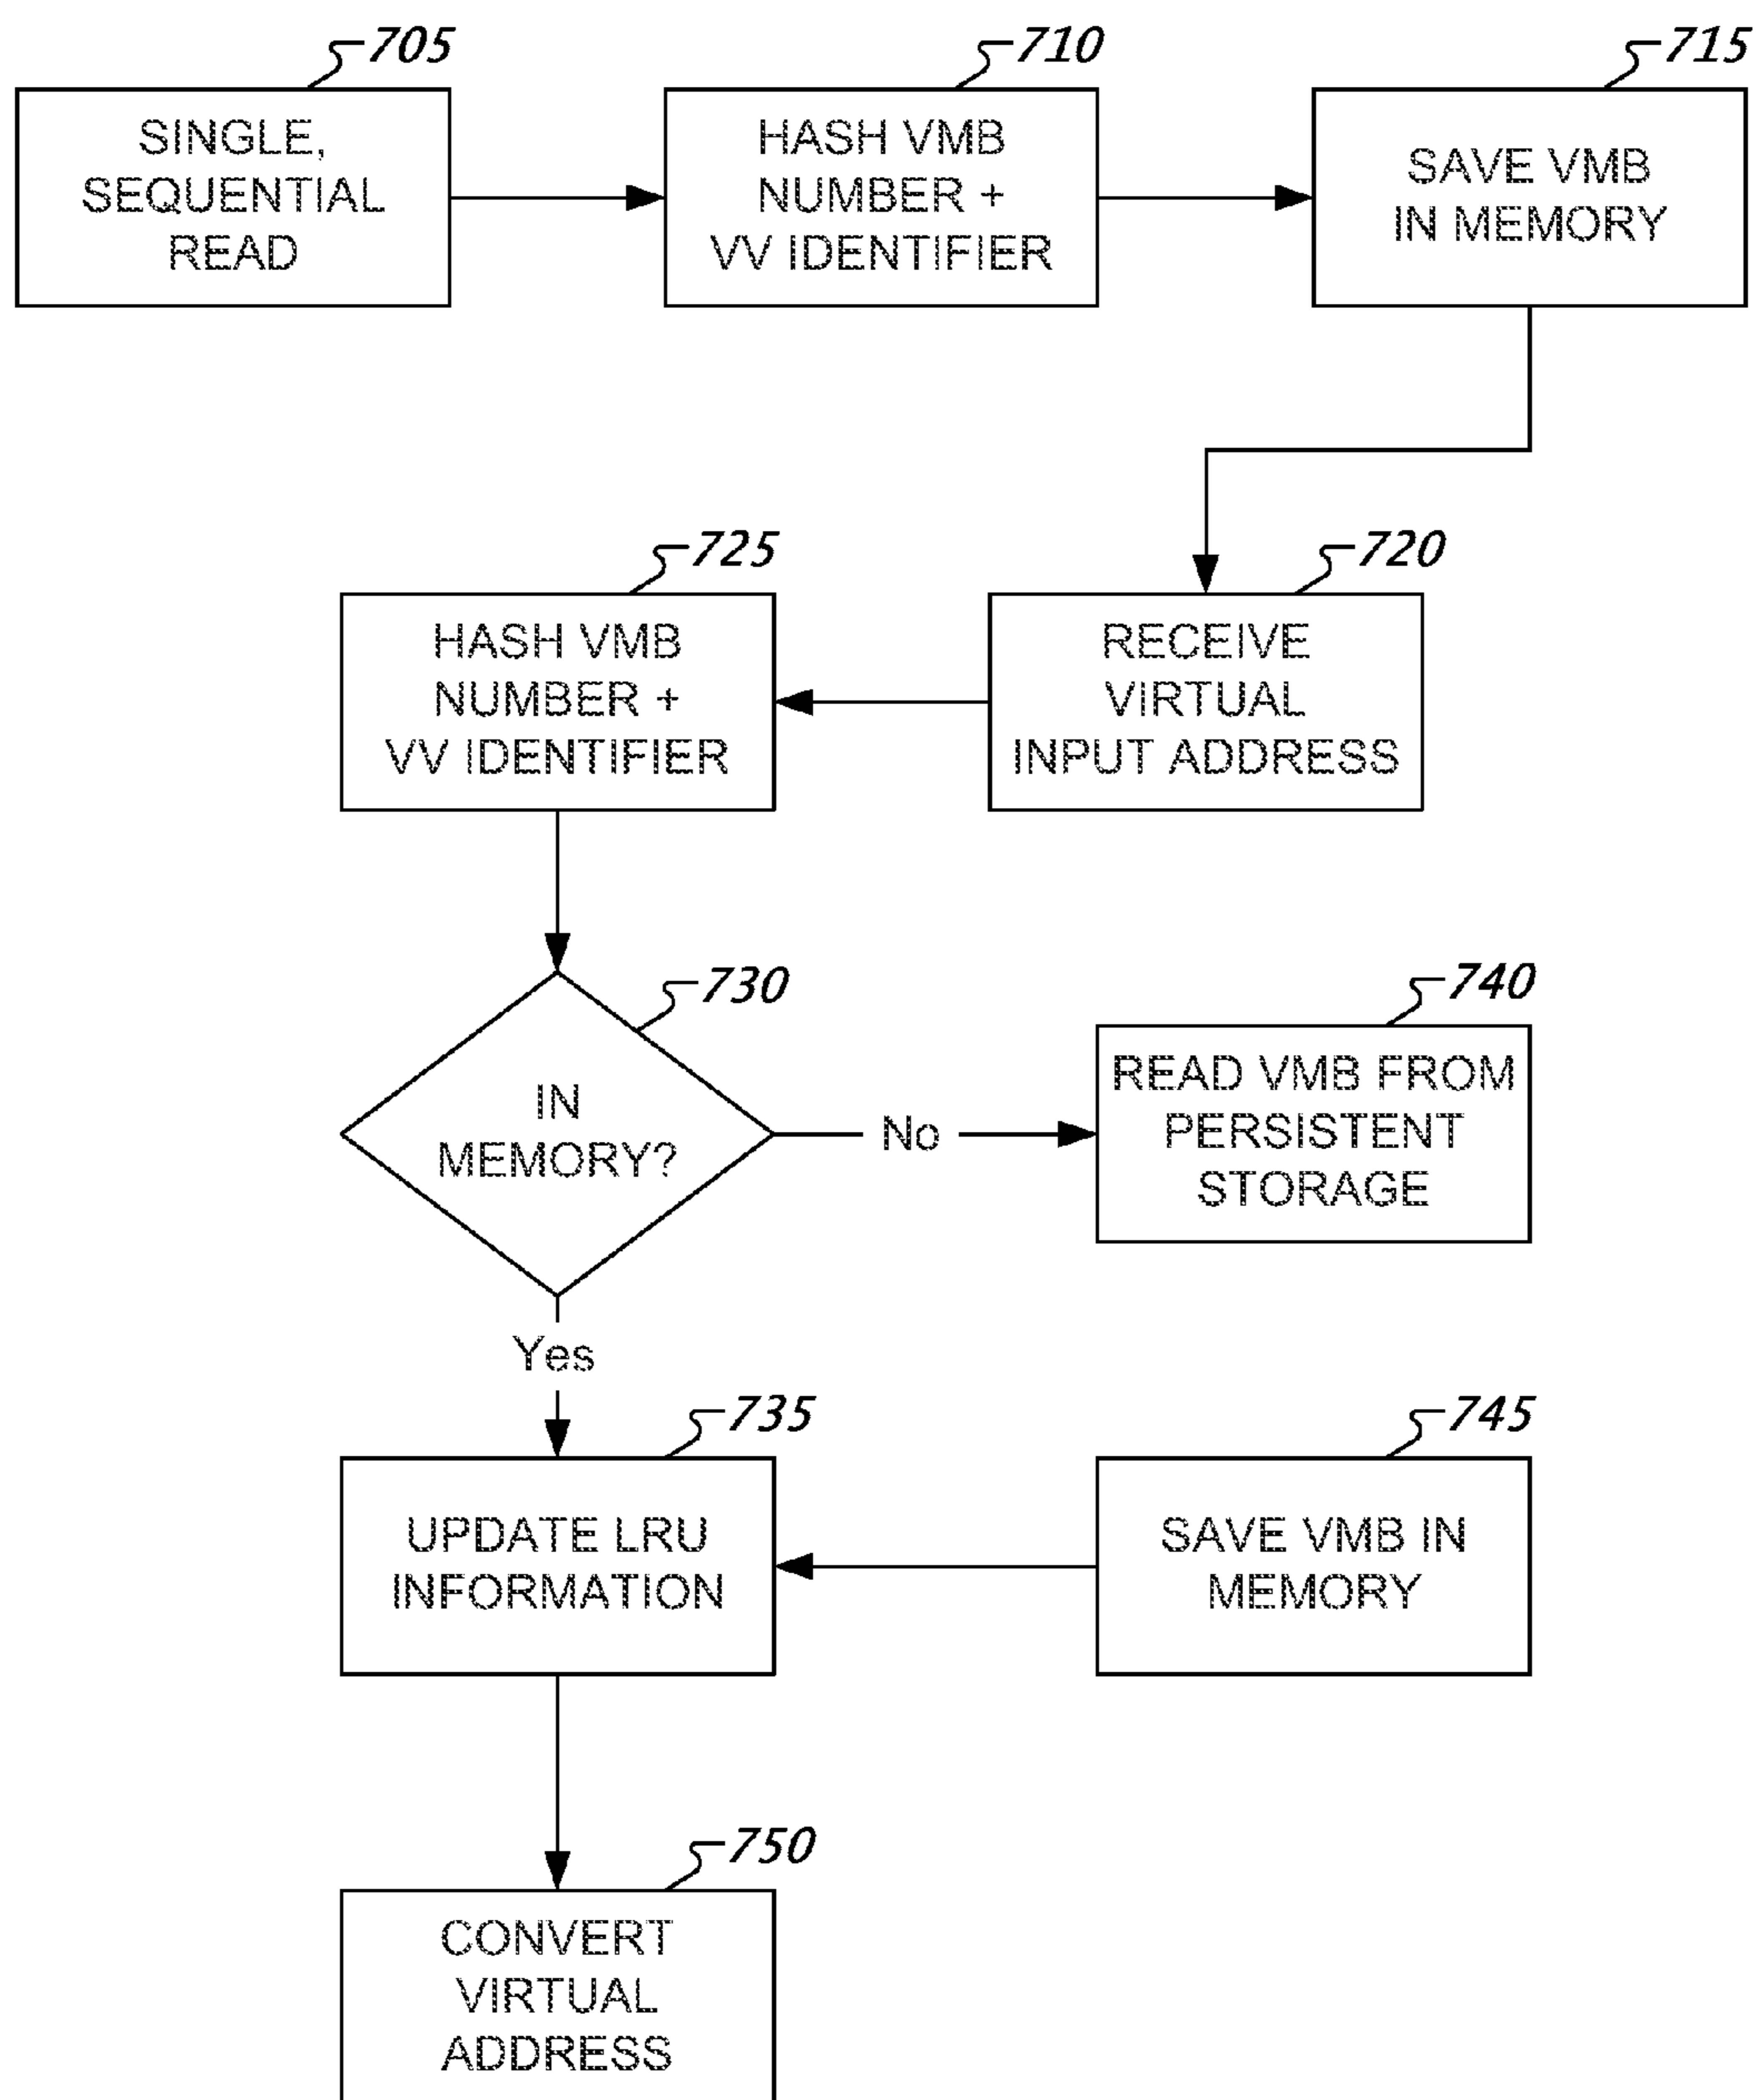 705
SINGLE,
SEQUENTIAL
READ
710
HASH VMB
NUMBER +
VV IDENTIFIER
715
SAVE VMB
IN MEMORY
720
RECEIVE
VIRTUAL
INPUT ADDRESS
725
HASH VMB
NUMBER +
VV IDENTIFIER
730
IN
MEMORY?
No
740
READ VMB FROM
PERSISTENT
STORAGE
Yes
735
UPDATE LRU
INFORMATION
745
SAVE VMB IN
MEMORY
750
CONVERT
VIRTUAL
ADDRESS